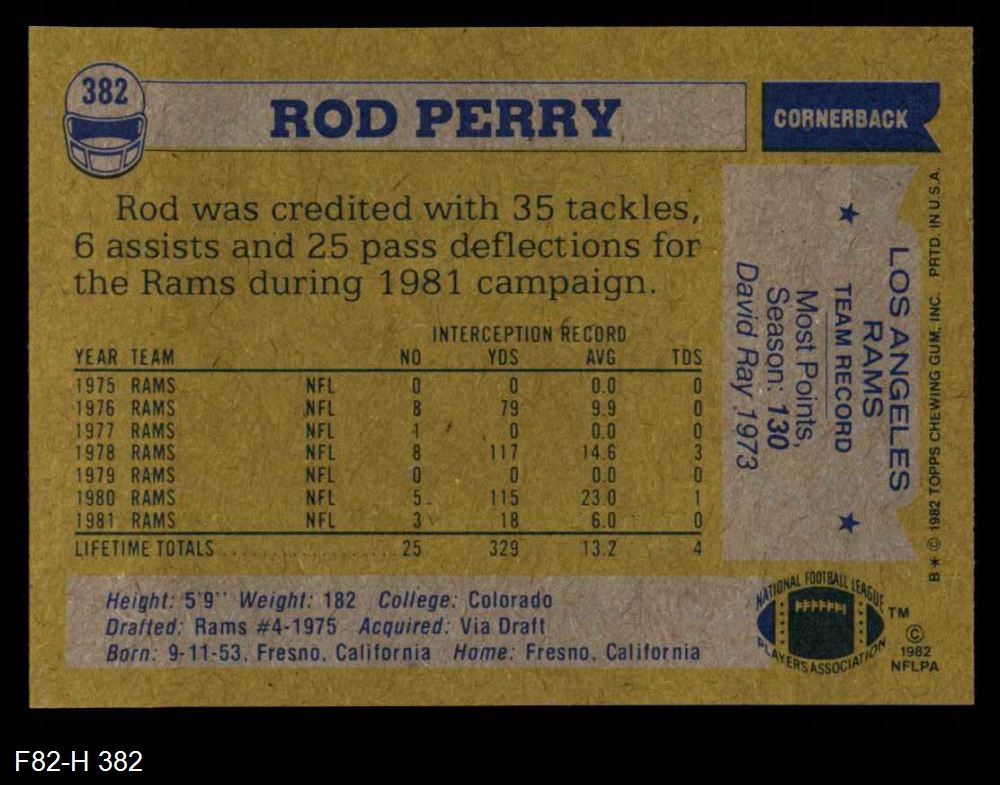 382
ROD PERRY
CORNERBACK
Rod was credited with 35 tackles,
6 assists and 25 pass deflections for
the Rams during 1981 campaign.
INTERCEPTION RECORD
YEAR TEAM NO YDS AVG TDS
1975 RAMS NFL 0 0 0.0 0
1976 RAMS NFL 8 79 9.9 0
1977 RAMS NFL 1 0 0.0 0
1978 RAMS NFL 8 117 14.6 3
1979 RAMS NFL 0 0 0.0 0
1980 RAMS NFL 5 115 23.0 1
1981 RAMS NFL 3 18 6.0 0
LIFETIME TOTALS 25 329 13.2 4
Height: 5'9" Weight: 182 College: Colorado
Drafted: Rams #4-1975 Acquired: Via Draft
Born: 9-11-53, Fresno, California Home: Fresno, California
LOS ANGELES
RAMS
★ TEAM RECORD ★
Most Points,
Season: 130
David Ray 1973
B * © 1982 TOPPS CHEWING GUM, INC. PRTD. IN U.S.A.
NATIONAL FOOTBALL LEAGUE
PLAYERS ASSOCIATION
TM
©
1982
NFLPA
F82-H 382